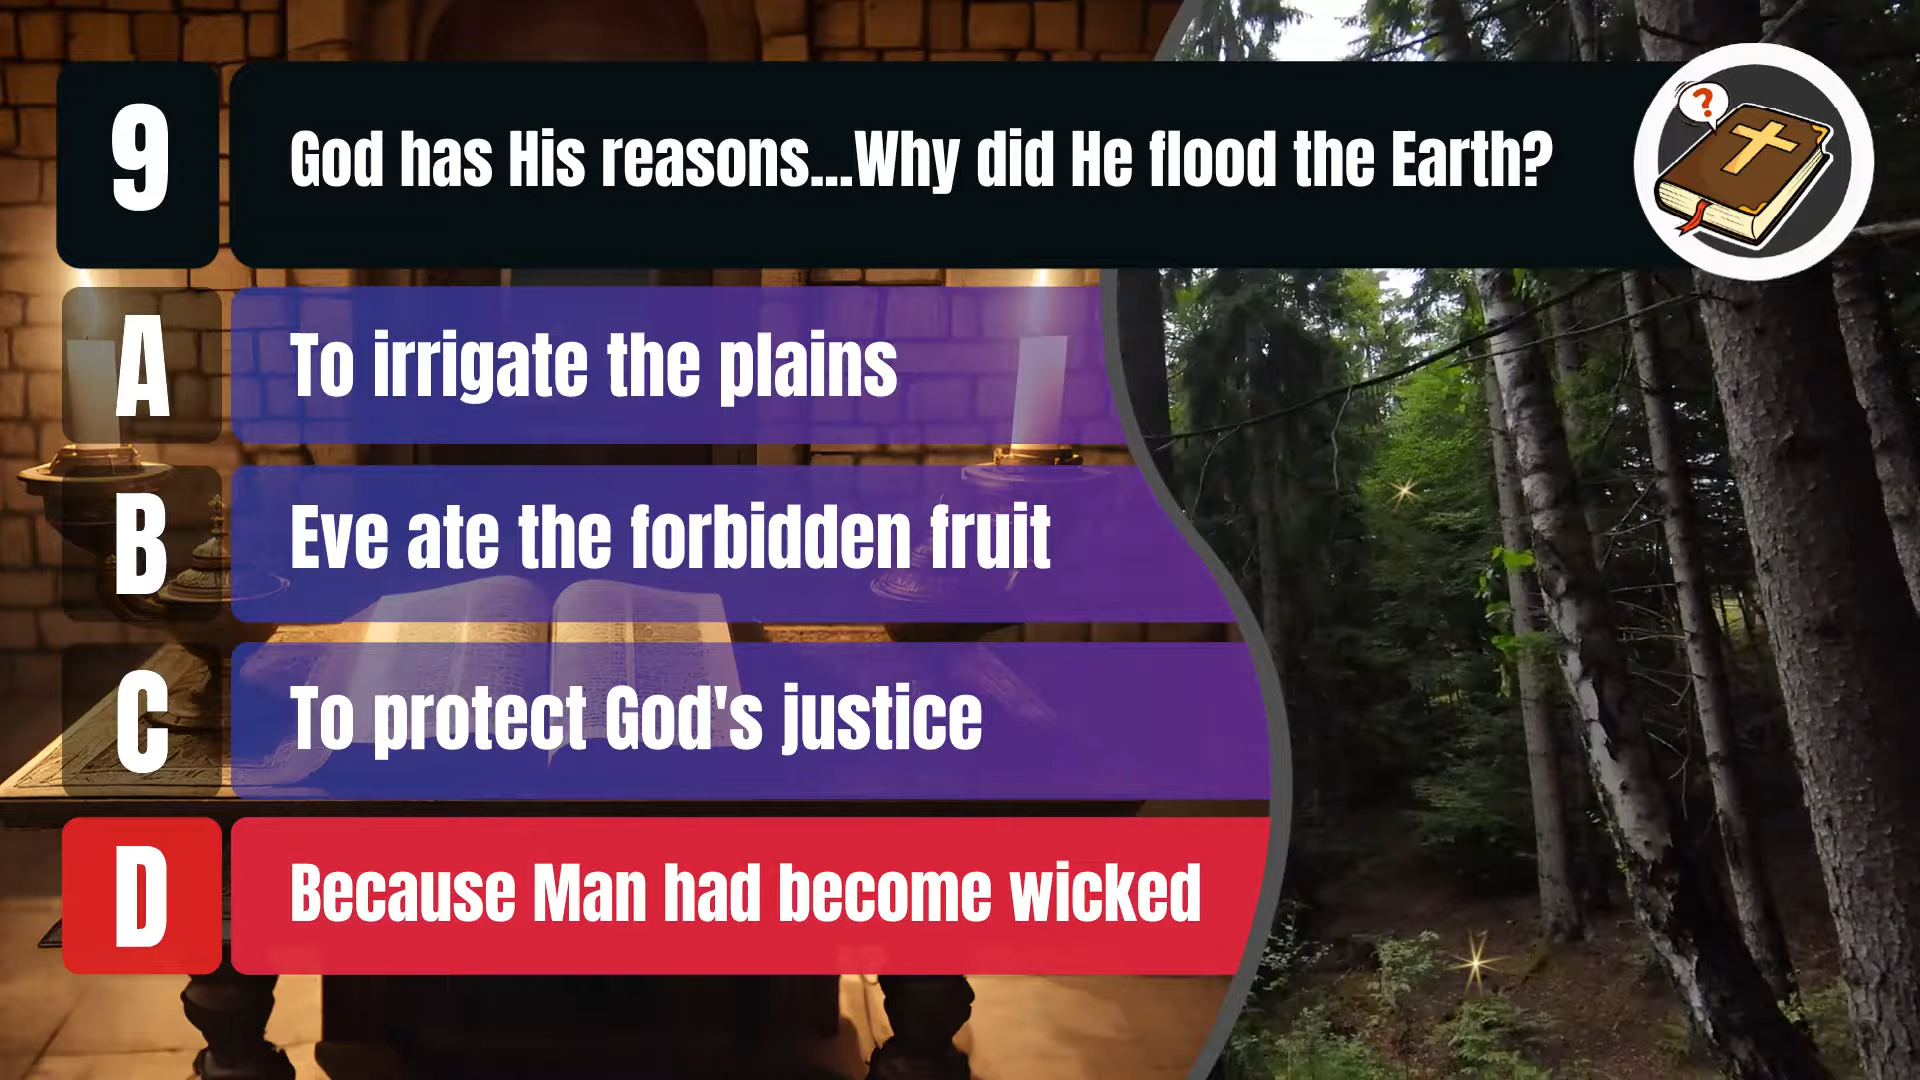 9
God has His reasons...Why did He flood the Earth?
?
A
To irrigate the plains
B
Eve ate the forbidden fruit
C
To protect God's justice
D
Because Man had become wicked